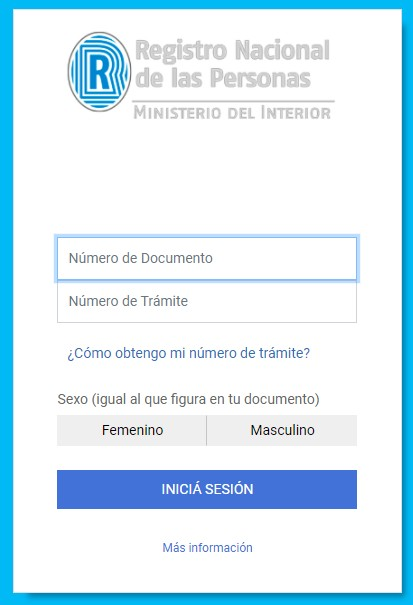 R
Registro Nacional
de las Personas
MINISTERIO DEL INTERIOR
Número de Documento
Número de Trámite
¿Cómo obtengo mi número de trámite?
Sexo (igual al que figura en tu documento)
Femenino Masculino
INICIÁ SESIÓN
Más información